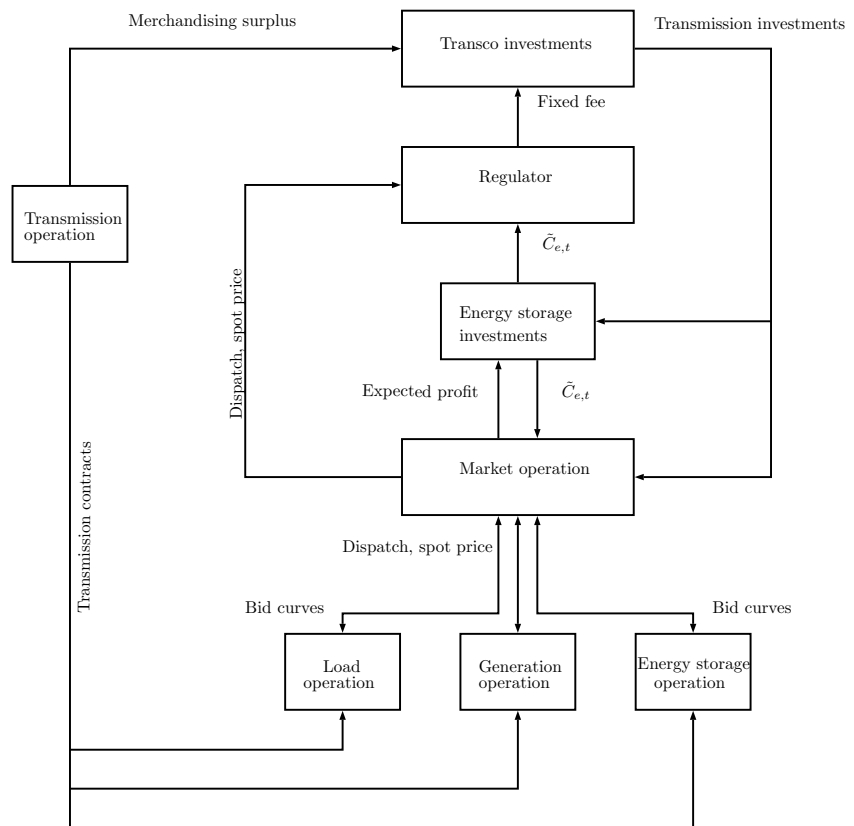 Merchandising surplus
Transmission investments
Transco investments
Fixed fee
Regulator
Transmission
operation
C̃e,t
Dispatch, spot price
Energy storage
investments
Expected profit
C̃e,t
Market operation
Transmission contracts
Dispatch, spot price
Bid curves
Bid curves
Load
operation
Generation
operation
Energy storage
operation